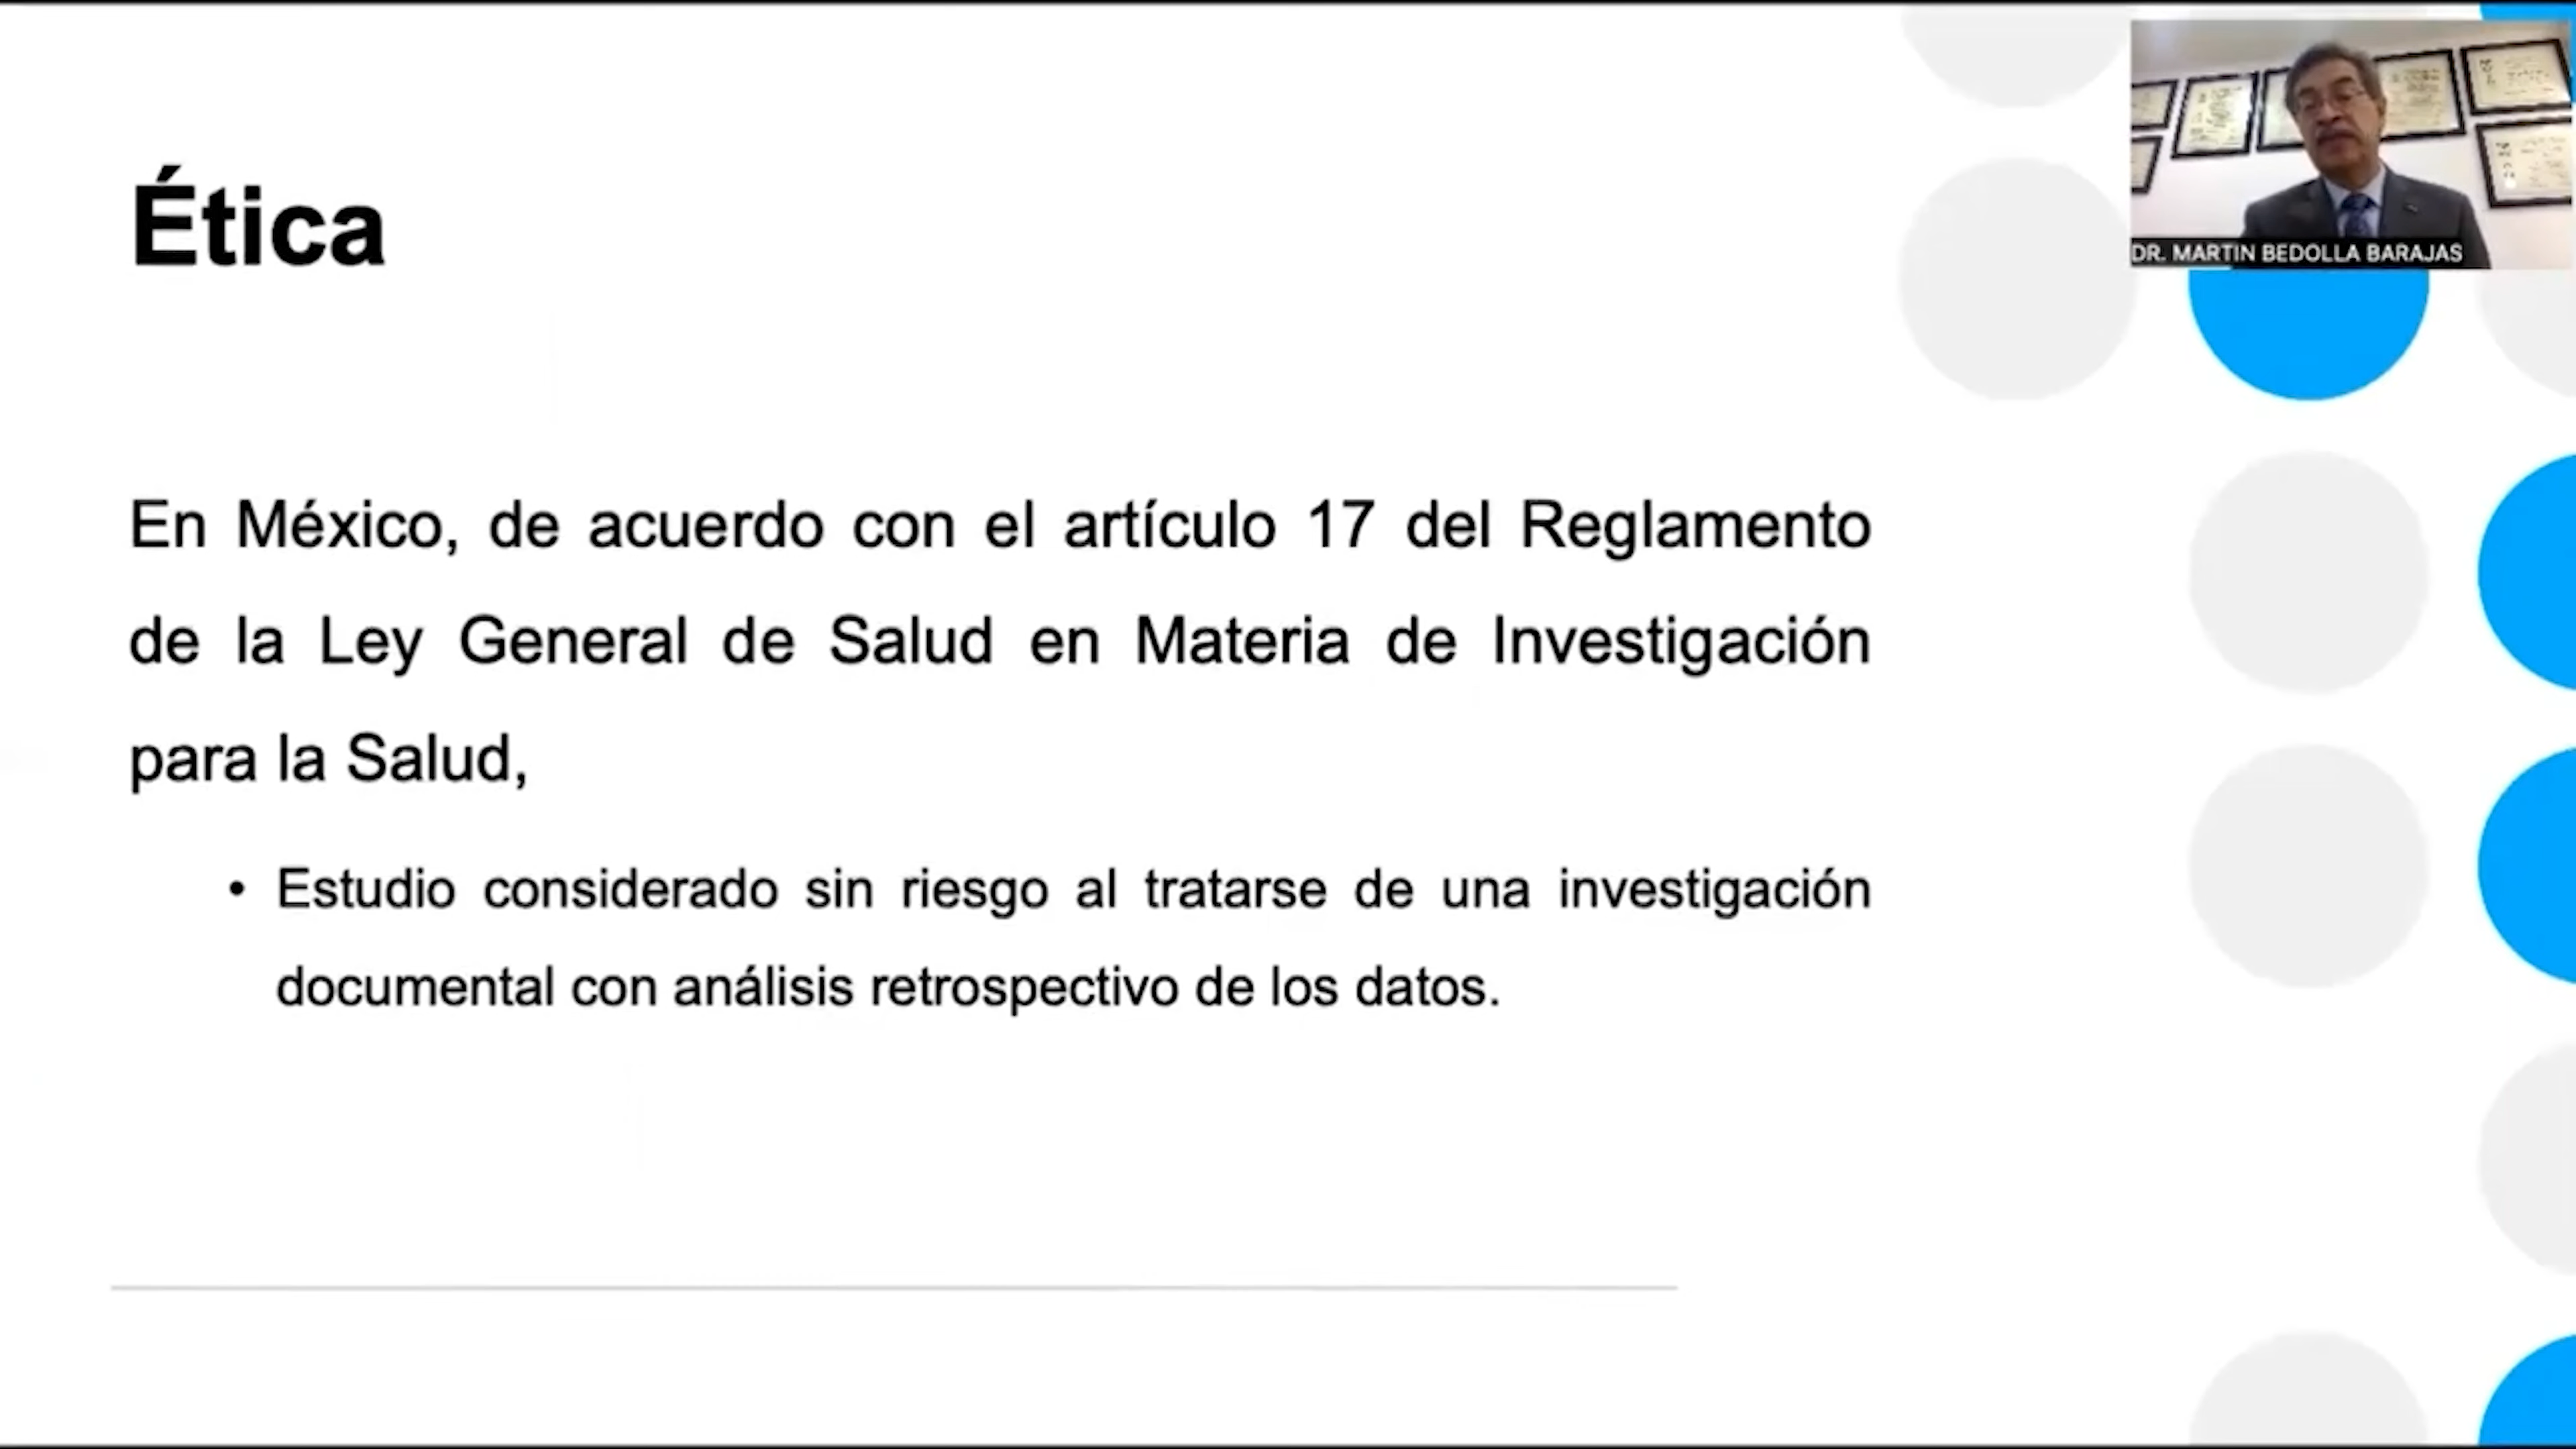 Ética
DR. MARTIN BEDOLLA BARAJAS
En México, de acuerdo con el artículo 17 del Reglamento
de la Ley General de Salud en Materia de Investigación
para la Salud,
• Estudio considerado sin riesgo al tratarse de una investigación
documental con análisis retrospectivo de los datos.